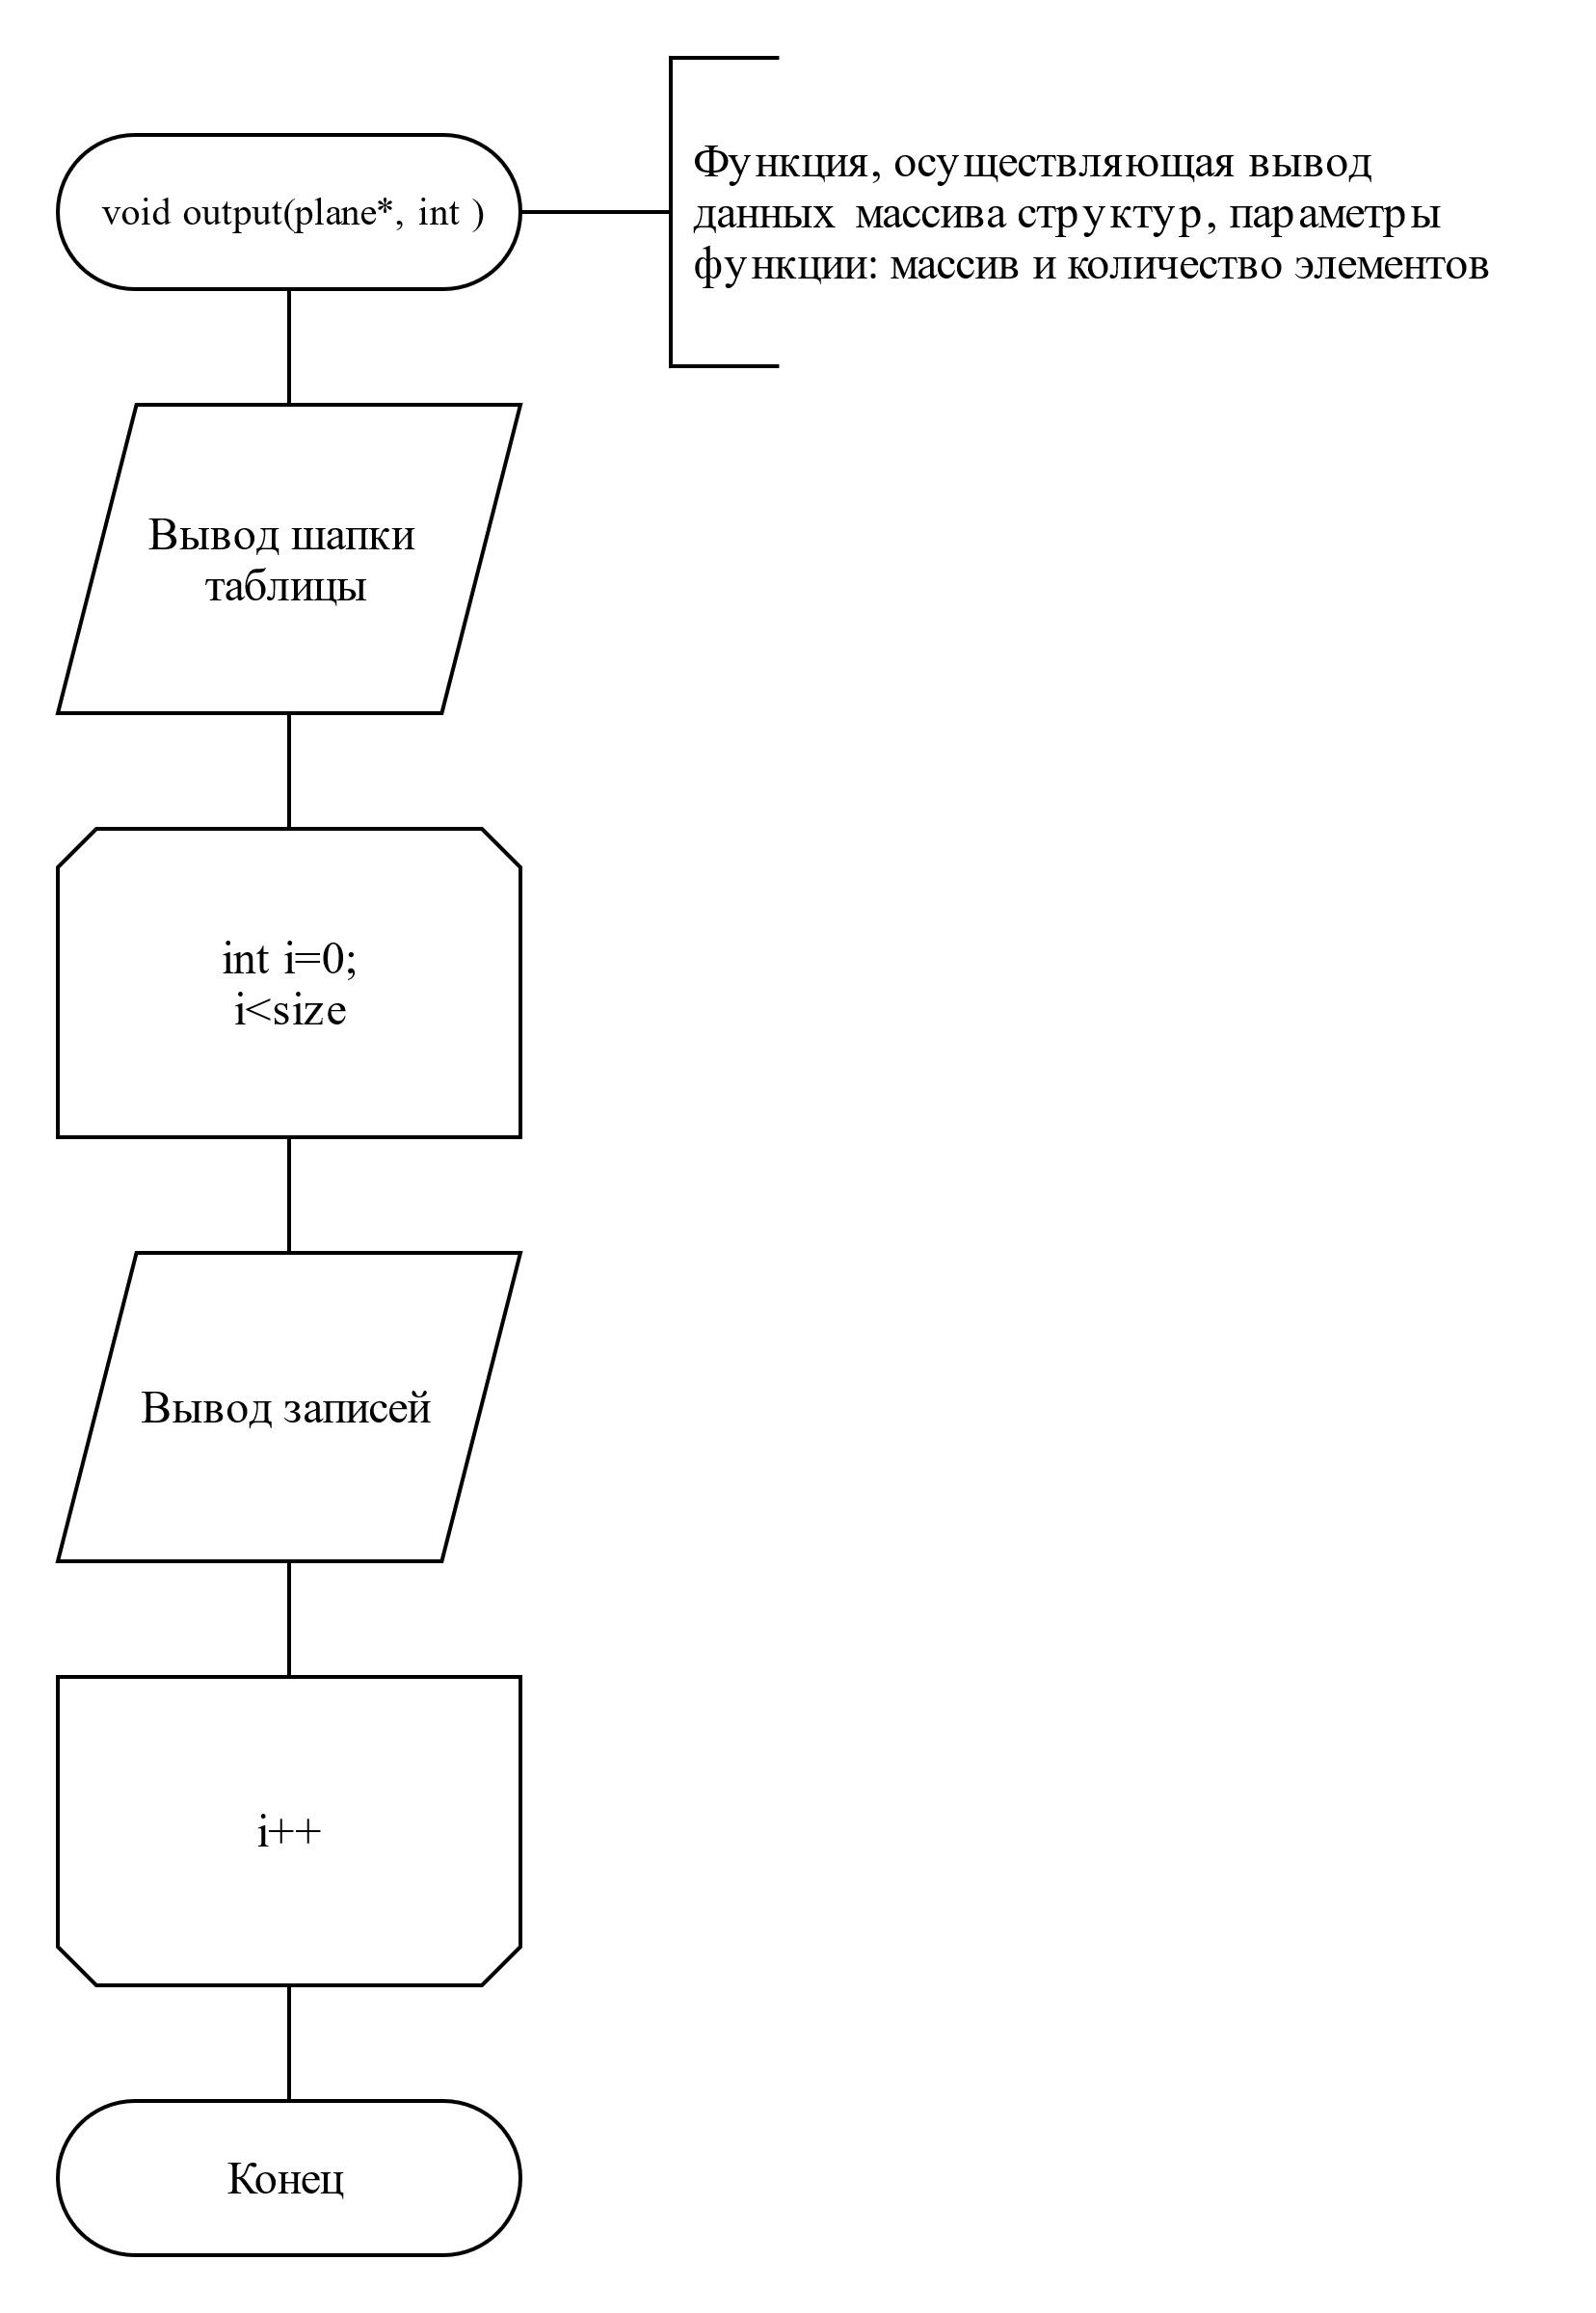 void output(plane*, int )
Функция, осуществляющая вывод
данных  массива структур, параметры
функции: массив и количество элементов
Вывод шапки
таблицы
int i=0;
i<size
Вывод записей
i++
Конец